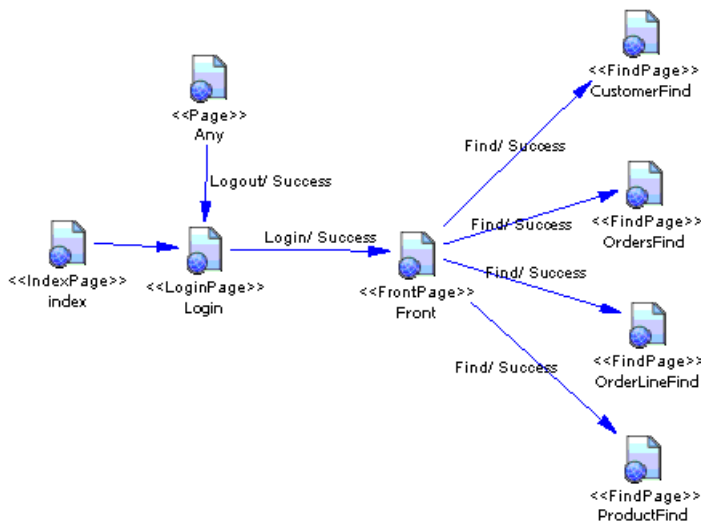 <<FindPage>>
CustomerFind
<<Page>>
Any
Find/ Success
Logout/ Success
Find/ Success
<<FindPage>>
OrdersFind
Login/ Success
<<IndexPage>>
index
<<LoginPage>>
Login
<<FrontPage>>
Front
Find/ Success
<<FindPage>>
OrderLineFind
Find/ Success
<<FindPage>>
ProductFind